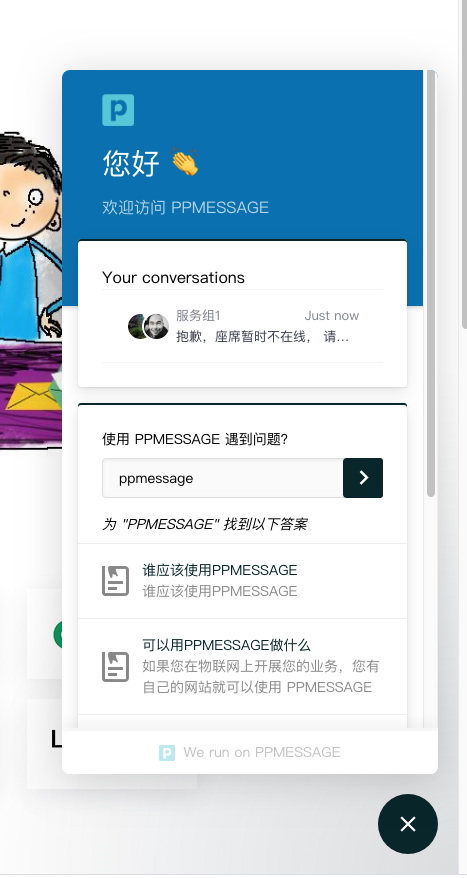 您好 👏
欢迎访问 PPMESSAGE
Your conversations
服务组1 Just now
抱歉，座席暂时不在线， 请...
使用 PPMESSAGE 遇到问题?
ppmessage
为 "PPMESSAGE" 找到以下答案
谁应该使用PPMESSAGE
谁应该使用PPMESSAGE
可以用PPMESSAGE做什么
如果您在物联网上开展您的业务，您有
自己的网站就可以使用 PPMESSAGE
L
We run on PPMESSAGE